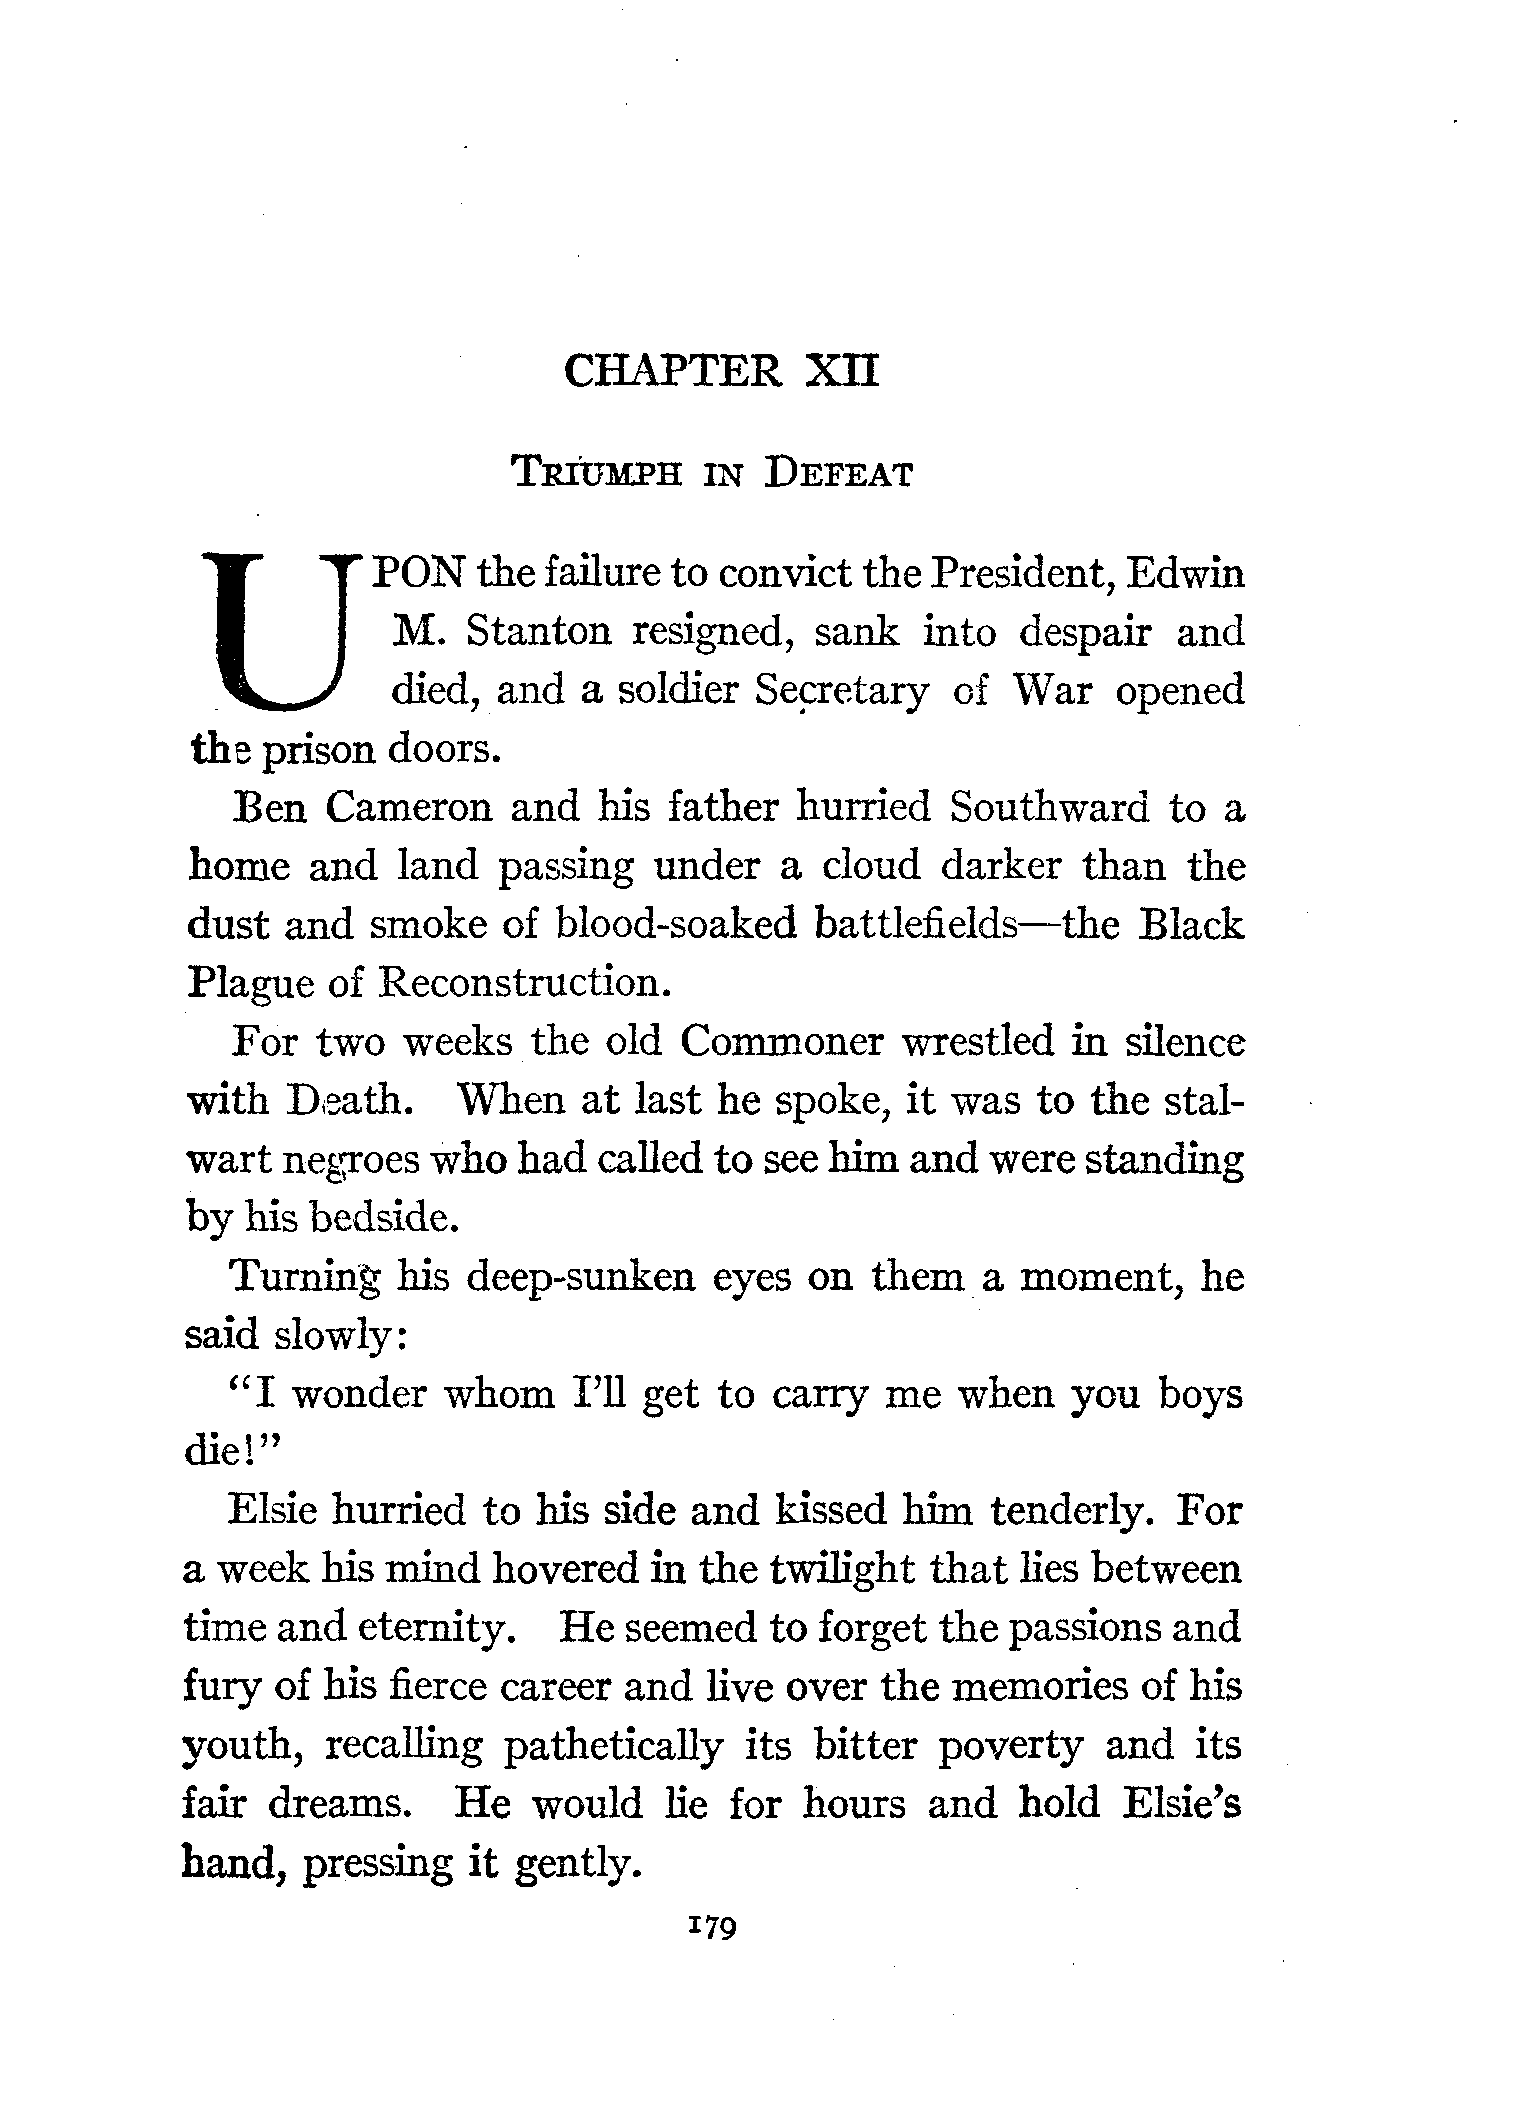 CHAPTER XII
TRIUMPH IN DEFEAT
UPON the failure to convict the President, Edwin
M. Stanton resigned, sank into despair and
died, and a soldier Secretary of War opened
the prison doors.
Ben Cameron and his father hurried Southward to a
home and land passing under a cloud darker than the
dust and smoke of blood-soaked battlefields—the Black
Plague of Reconstruction.
For two weeks the old Commoner wrestled in silence
with Death. When at last he spoke, it was to the stal-
wart negroes who had called to see him and were standing
by his bedside.
Turning his deep-sunken eyes on them a moment, he
said slowly:
“I wonder whom I’ll get to carry me when you boys
die!”
Elsie hurried to his side and kissed him tenderly. For
a week his mind hovered in the twilight that lies between
time and eternity. He seemed to forget the passions and
fury of his fierce career and live over the memories of his
youth, recalling pathetically its bitter poverty and its
fair dreams. He would lie for hours and hold Elsie’s
hand, pressing it gently.
179